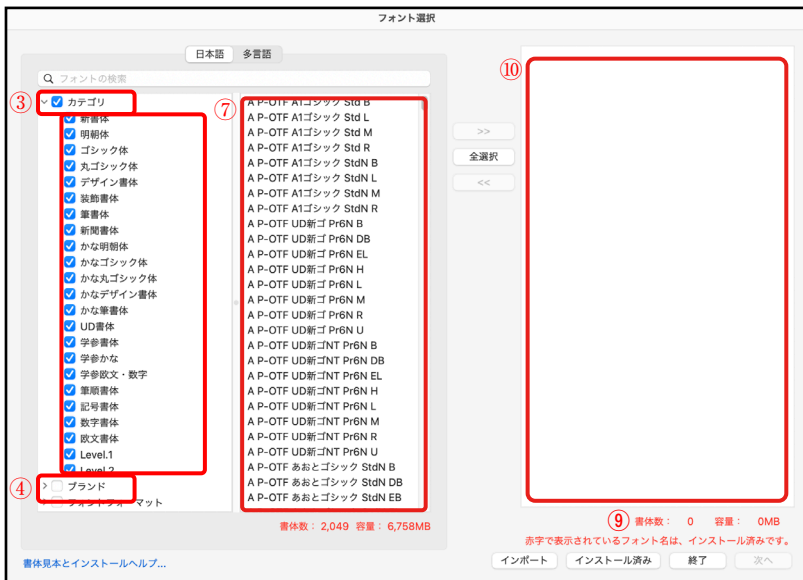 フォント選択
日本語 多言語
フォントの検索
③
カテゴリ
新書体
明朝体
ゴシック体
丸ゴシック体
デザイン書体
装飾書体
筆書体
新聞書体
かな明朝体
かなゴシック体
かな丸ゴシック体
かなデザイン書体
かな筆書体
UD書体
学参書体
学参かな
学参欧文・数字
筆順書体
記号書体
数字書体
欧文書体
Level.1
Level.2
④
ブランド
フォントフォーマット
⑦
A P-OTF A1ゴシック Std B
A P-OTF A1ゴシック Std L
A P-OTF A1ゴシック Std M
A P-OTF A1ゴシック Std R
A P-OTF A1ゴシック StdN B
A P-OTF A1ゴシック StdN L
A P-OTF A1ゴシック StdN M
A P-OTF A1ゴシック StdN R
A P-OTF UD新ゴ Pr6N B
A P-OTF UD新ゴ Pr6N DB
A P-OTF UD新ゴ Pr6N EL
A P-OTF UD新ゴ Pr6N H
A P-OTF UD新ゴ Pr6N L
A P-OTF UD新ゴ Pr6N M
A P-OTF UD新ゴ Pr6N R
A P-OTF UD新ゴ Pr6N U
A P-OTF UD新ゴNT Pr6N B
A P-OTF UD新ゴNT Pr6N DB
A P-OTF UD新ゴNT Pr6N EL
A P-OTF UD新ゴNT Pr6N H
A P-OTF UD新ゴNT Pr6N L
A P-OTF UD新ゴNT Pr6N M
A P-OTF UD新ゴNT Pr6N R
A P-OTF UD新ゴNT Pr6N U
A P-OTF あおとゴシック StdN B
A P-OTF あおとゴシック StdN DB
A P-OTF あおとゴシック StdN EB
書体数： 2,049 容量： 6,758MB
>>
全選択
<<
⑩
⑨
書体数： 0 容量： 0MB
赤字で表示されているフォント名は、インストール済みです。
書体見本とインストールヘルプ...
インポート インストール済み 終了 次へ